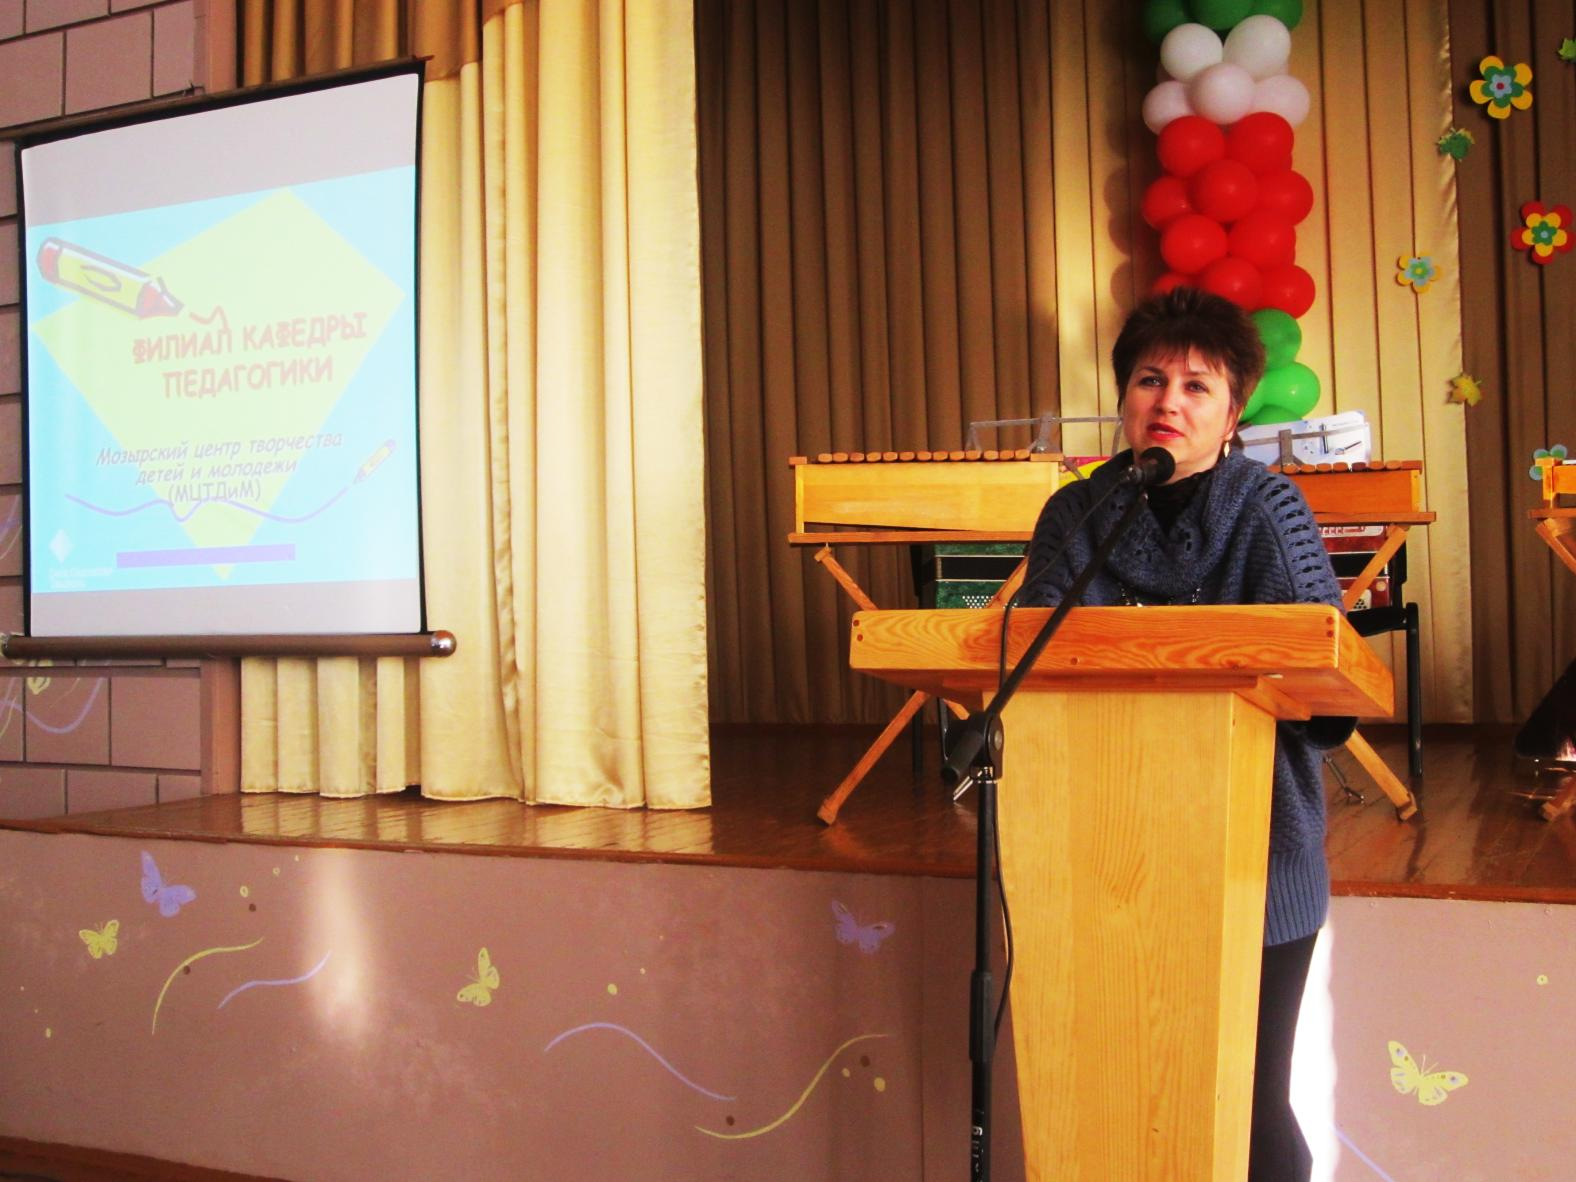 ФИЛИАЛ КАФЕДРЫ
ПЕДАГОГИКИ
Мозырский центр творчества
детей и молодежи
(МЦТДиМ)